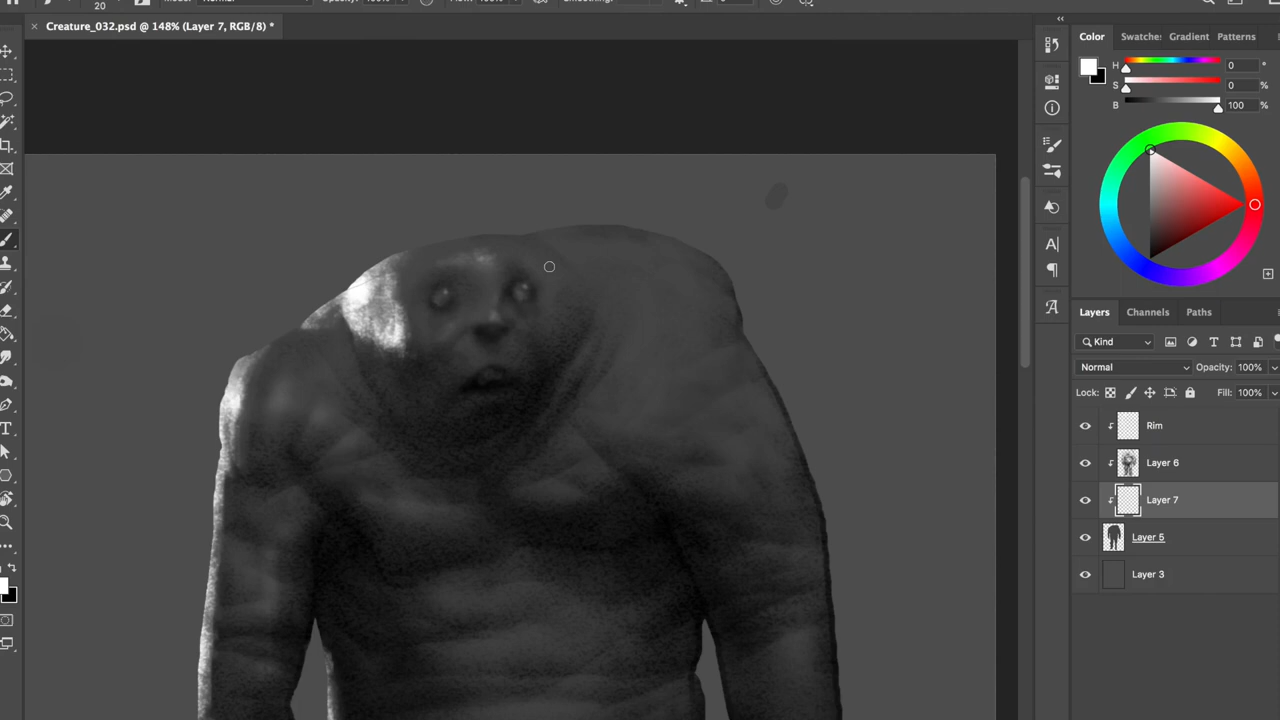 20
× Creature_032.psd @ 148% (Layer 7, RGB/8) *
Color Swatche: Gradient Patterns
H 0 °
S 0 %
B 100 %
Layers Channels Paths
Kind
Normal Opacity: 100%
Lock: Fill: 100%
Rim
Layer 6
Layer 7
Layer 5
Layer 3